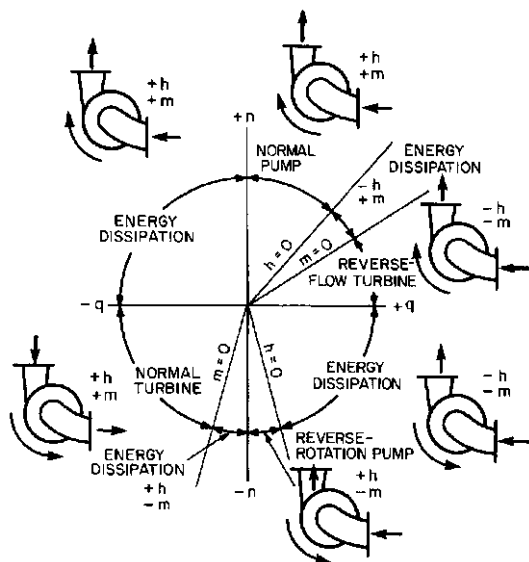 +h
+m
+h
+m
+n
NORMAL
PUMP
ENERGY
DISSIPATION
-h
+m
-h
-m
ENERGY
DISSIPATION
h=0
m=0
REVERSE-
FLOW TURBINE
-q
+q
NORMAL
TURBINE
m=0
h=0
ENERGY
DISSIPATION
+h
+m
-h
-m
ENERGY
DISSIPATION
+h
-m
-n
REVERSE-
ROTATION PUMP
+h
-m